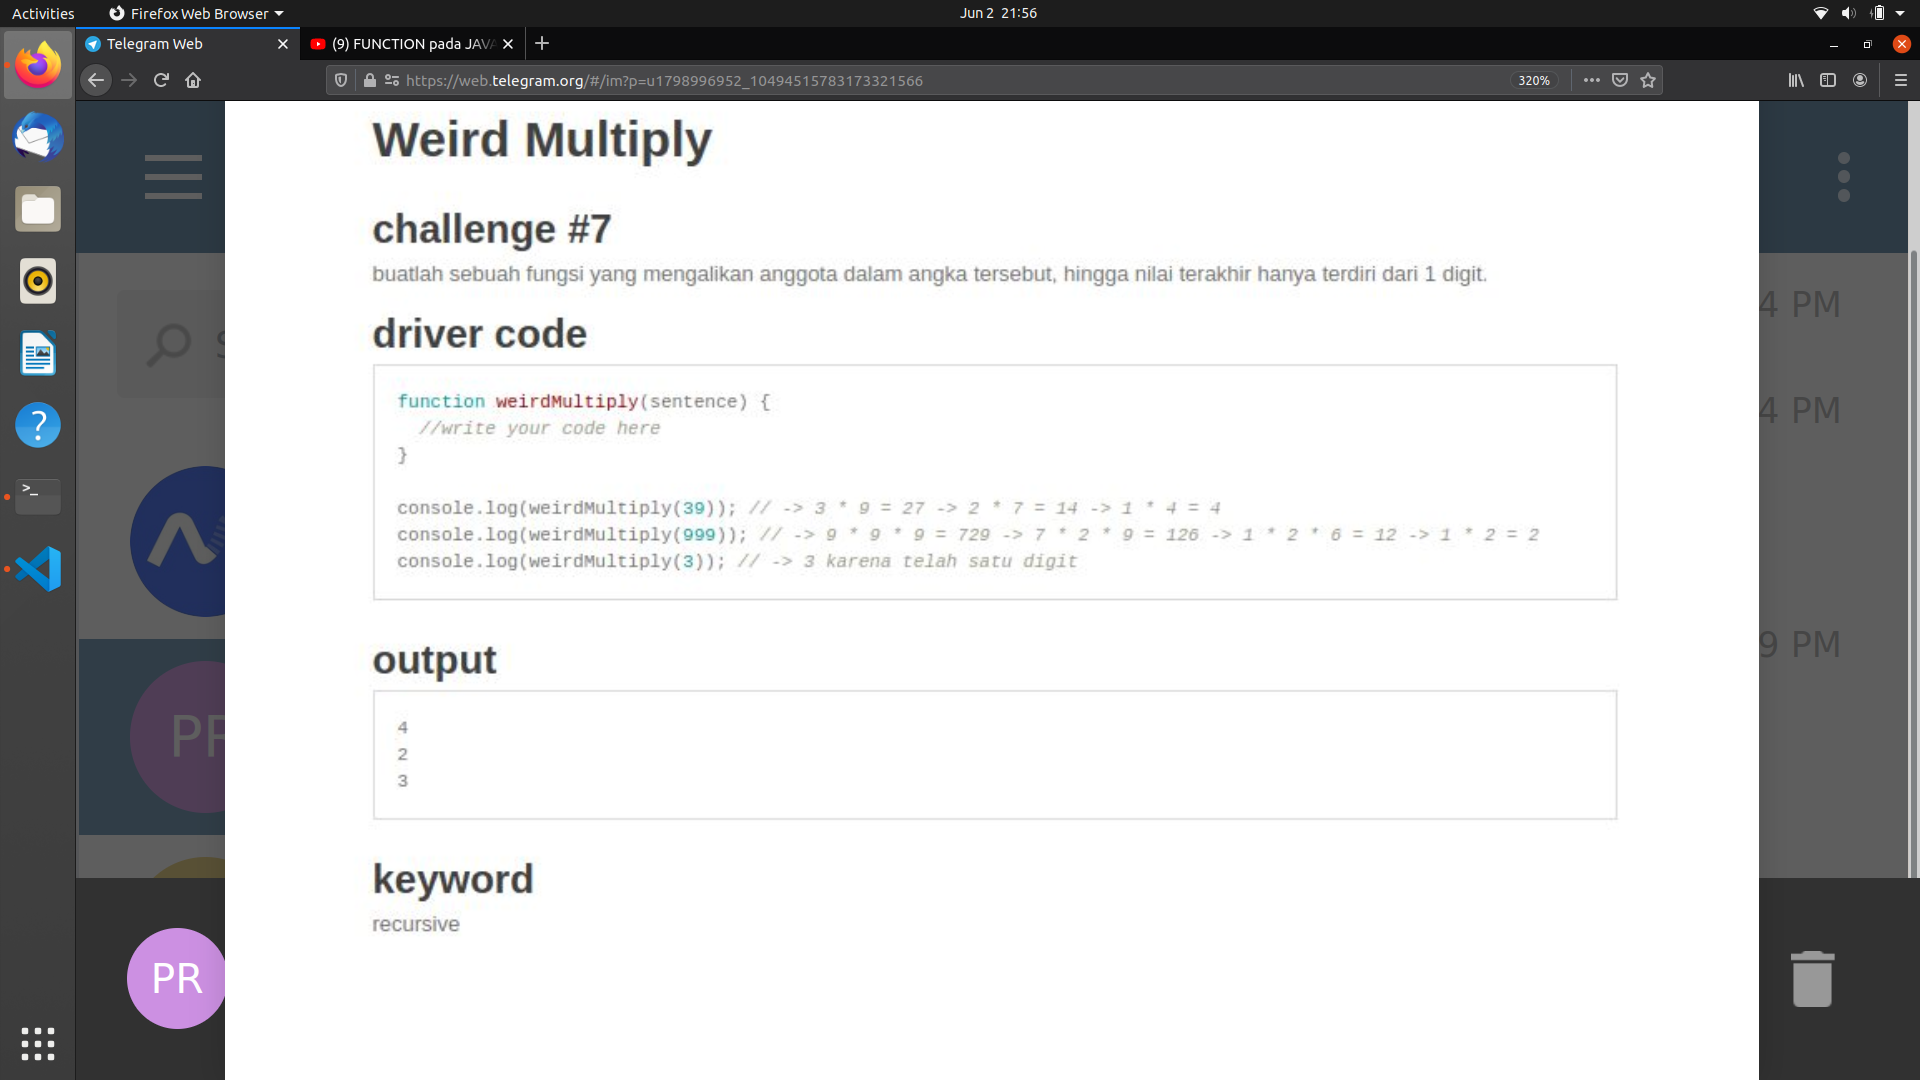 Activities
Firefox Web Browser
Jun 2 21:56
Telegram Web
(9) FUNCTION pada JAVA
https://web.telegram.org/#/im?p=u1798996952_10494515783173321566
320%
Weird Multiply
challenge #7
buatlah sebuah fungsi yang mengalikan anggota dalam angka tersebut, hingga nilai terakhir hanya terdiri dari 1 digit.
driver code
function weirdMultiply(sentence) {
//write your code here
}
console.log(weirdMultiply(39)); // -> 3 * 9 = 27 -> 2 * 7 = 14 -> 1 * 4 = 4
console.log(weirdMultiply(999)); // -> 9 * 9 * 9 = 729 -> 7 * 2 * 9 = 126 -> 1 * 2 * 6 = 12 -> 1 * 2 = 2
console.log(weirdMultiply(3)); // -> 3 karena telah satu digit
output
4
2
3
keyword
recursive
4 PM
4 PM
9 PM
S
PR
PR